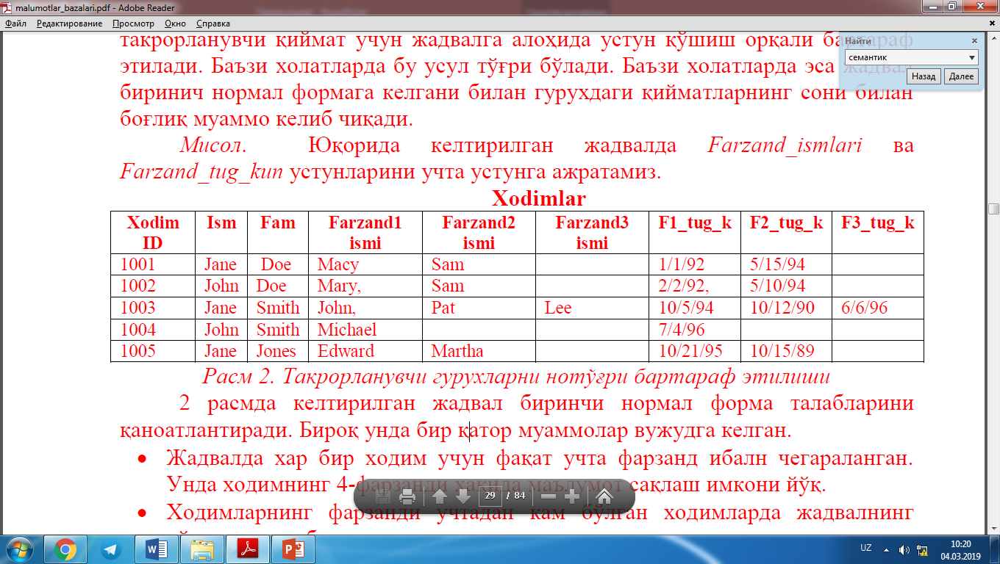 malumotlar_bazalari.pdf - Adobe Reader
Файл Редактирование Просмотр Окно Справка
такрорланувчи қиймат учун жадвалга алоҳида устун қўшиш орқали бартараф
этилади. Баъзи холатларда бу усул тўғри бўлади. Баъзи холатларда эса жадвал
биринич нормал формага келгани билан гурухдаги қийматларнинг сони билан
боғлиқ муаммо келиб чиқади.
Найти
семантик
Назад Далее
Мисол. Юқорида келтирилган жадвалда Farzand_ismlari ва
Farzand_tug_kun устунларини учта устунга ажратамиз.
Xodimlar
Xodim ID Ism Fam Farzand1 ismi Farzand2 ismi Farzand3 ismi F1_tug_k F2_tug_k F3_tug_k
1001 Jane Doe Macy Sam 1/1/92 5/15/94
1002 John Doe Mary, Sam 2/2/92, 5/10/94
1003 Jane Smith John, Pat Lee 10/5/94 10/12/90 6/6/96
1004 John Smith Michael 7/4/96
1005 Jane Jones Edward Martha 10/21/95 10/15/89
Расм 2. Такрорланувчи гурухларни нотўғри бартараф этилиши
2 расмда келтирилган жадвал биринчи нормал форма талабларини
қаноатлантиради. Бироқ унда бир қатор муаммолар вужудга келган.
• Жадвалда хар бир ходим учун фақат учта фарзанд ибалн чегараланган.
Унда ходимнинг 4-фарзанди хақида маълумот сақлаш имкони йўқ.
29 / 84
• Ходимларнинг фарзанди учтадан кам бўлган ходимларда жадвалнинг
UZ
10:20
04.03.2019